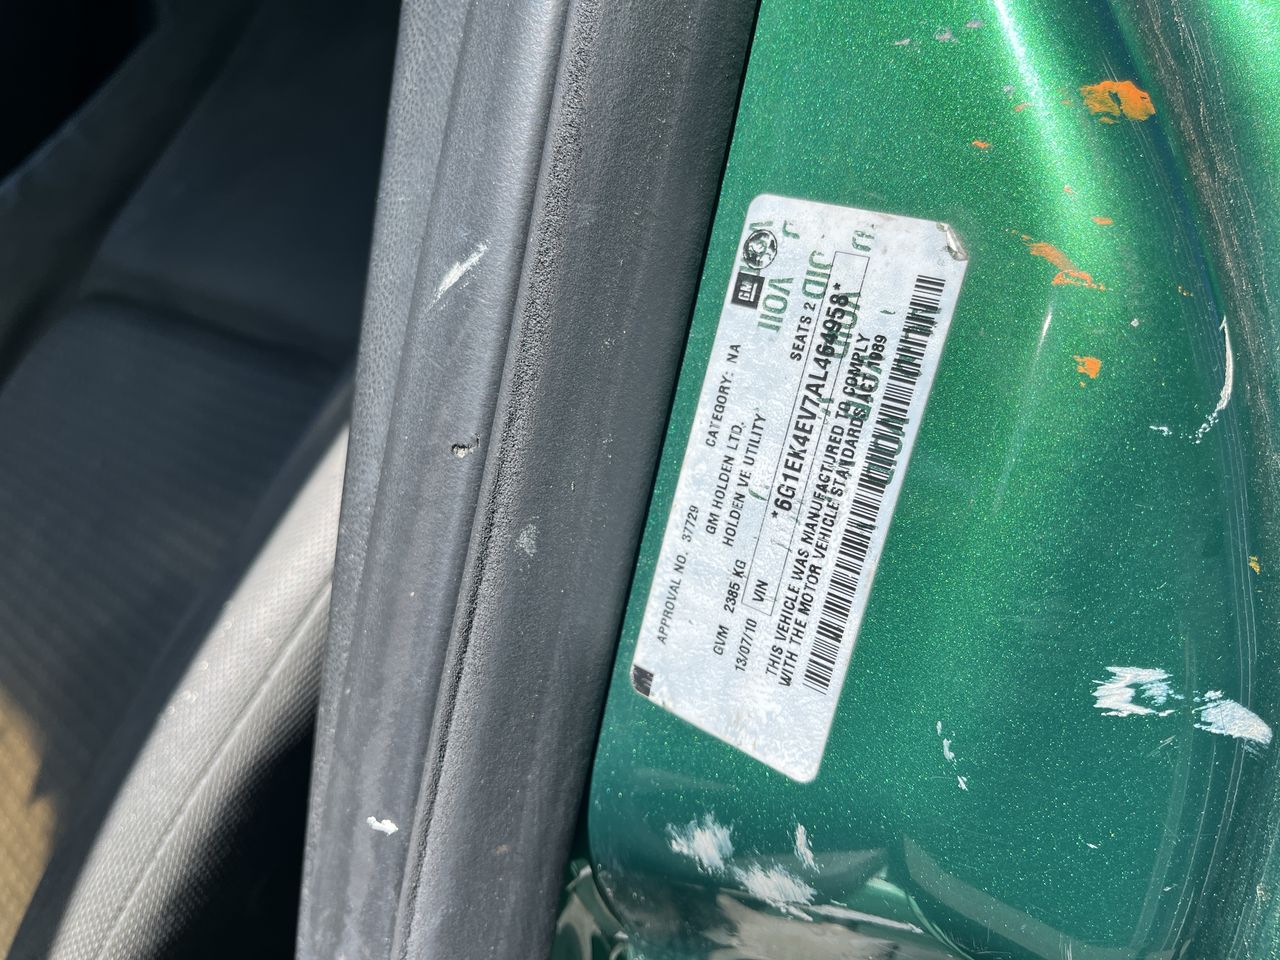 GM
APPROVAL NO. 37729 CATEGORY: NA
GM HOLDEN LTD.
GVM 2385 KG HOLDEN VE UTILITY
13/07/10 SEATS 2
VIN *6G1EK4EV7AL464958*
THIS VEHICLE WAS MANUFACTURED TO COMPLY
WITH THE MOTOR VEHICLE STANDARDS ACT 1989